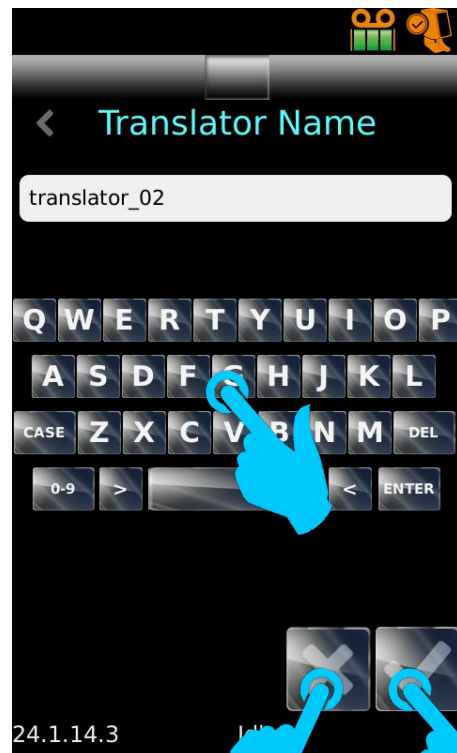 Translator Name
translator_02
Q W E R T Y U I O P
A S D F G H J K L
CASE Z X C V B N M DEL
0-9 > < ENTER
24.1.14.3